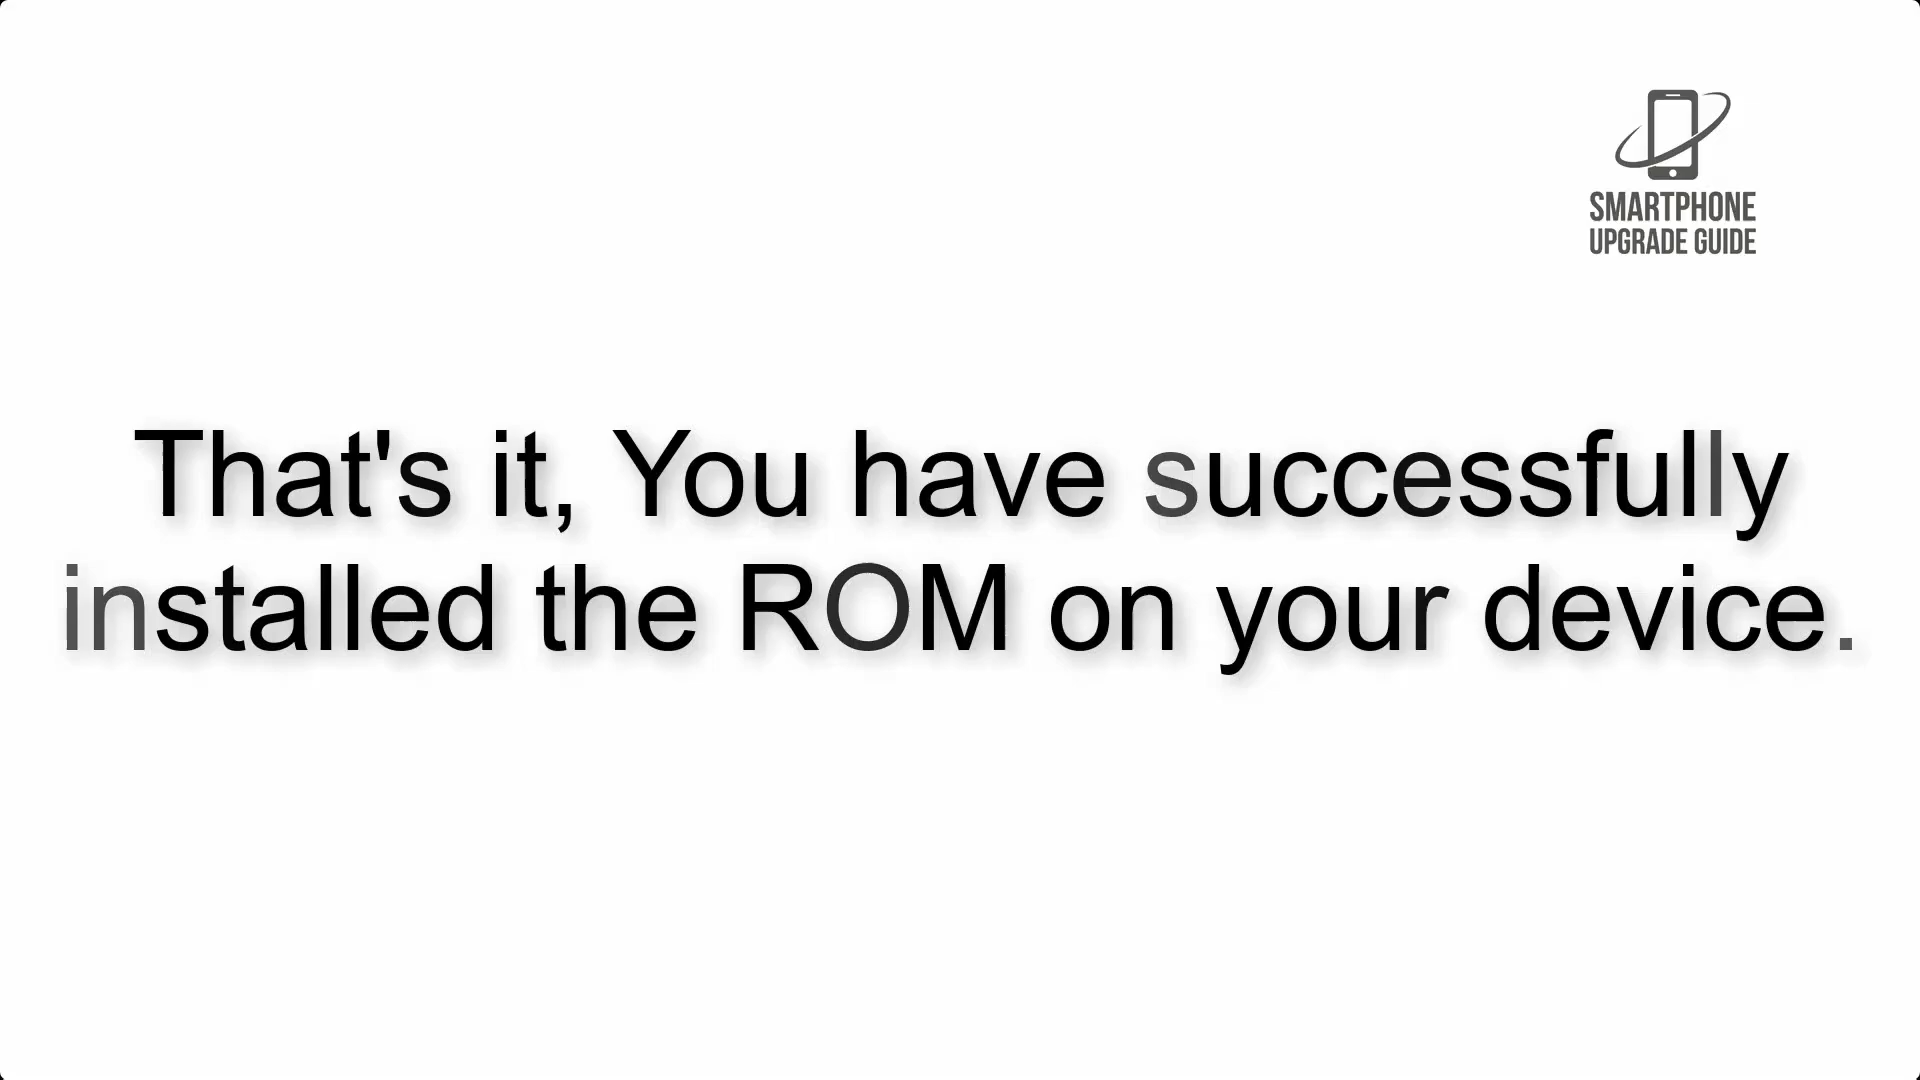 SMARTPHONE
UPGRADE GUIDE
That's it, You have successfully
installed the ROM on your device.